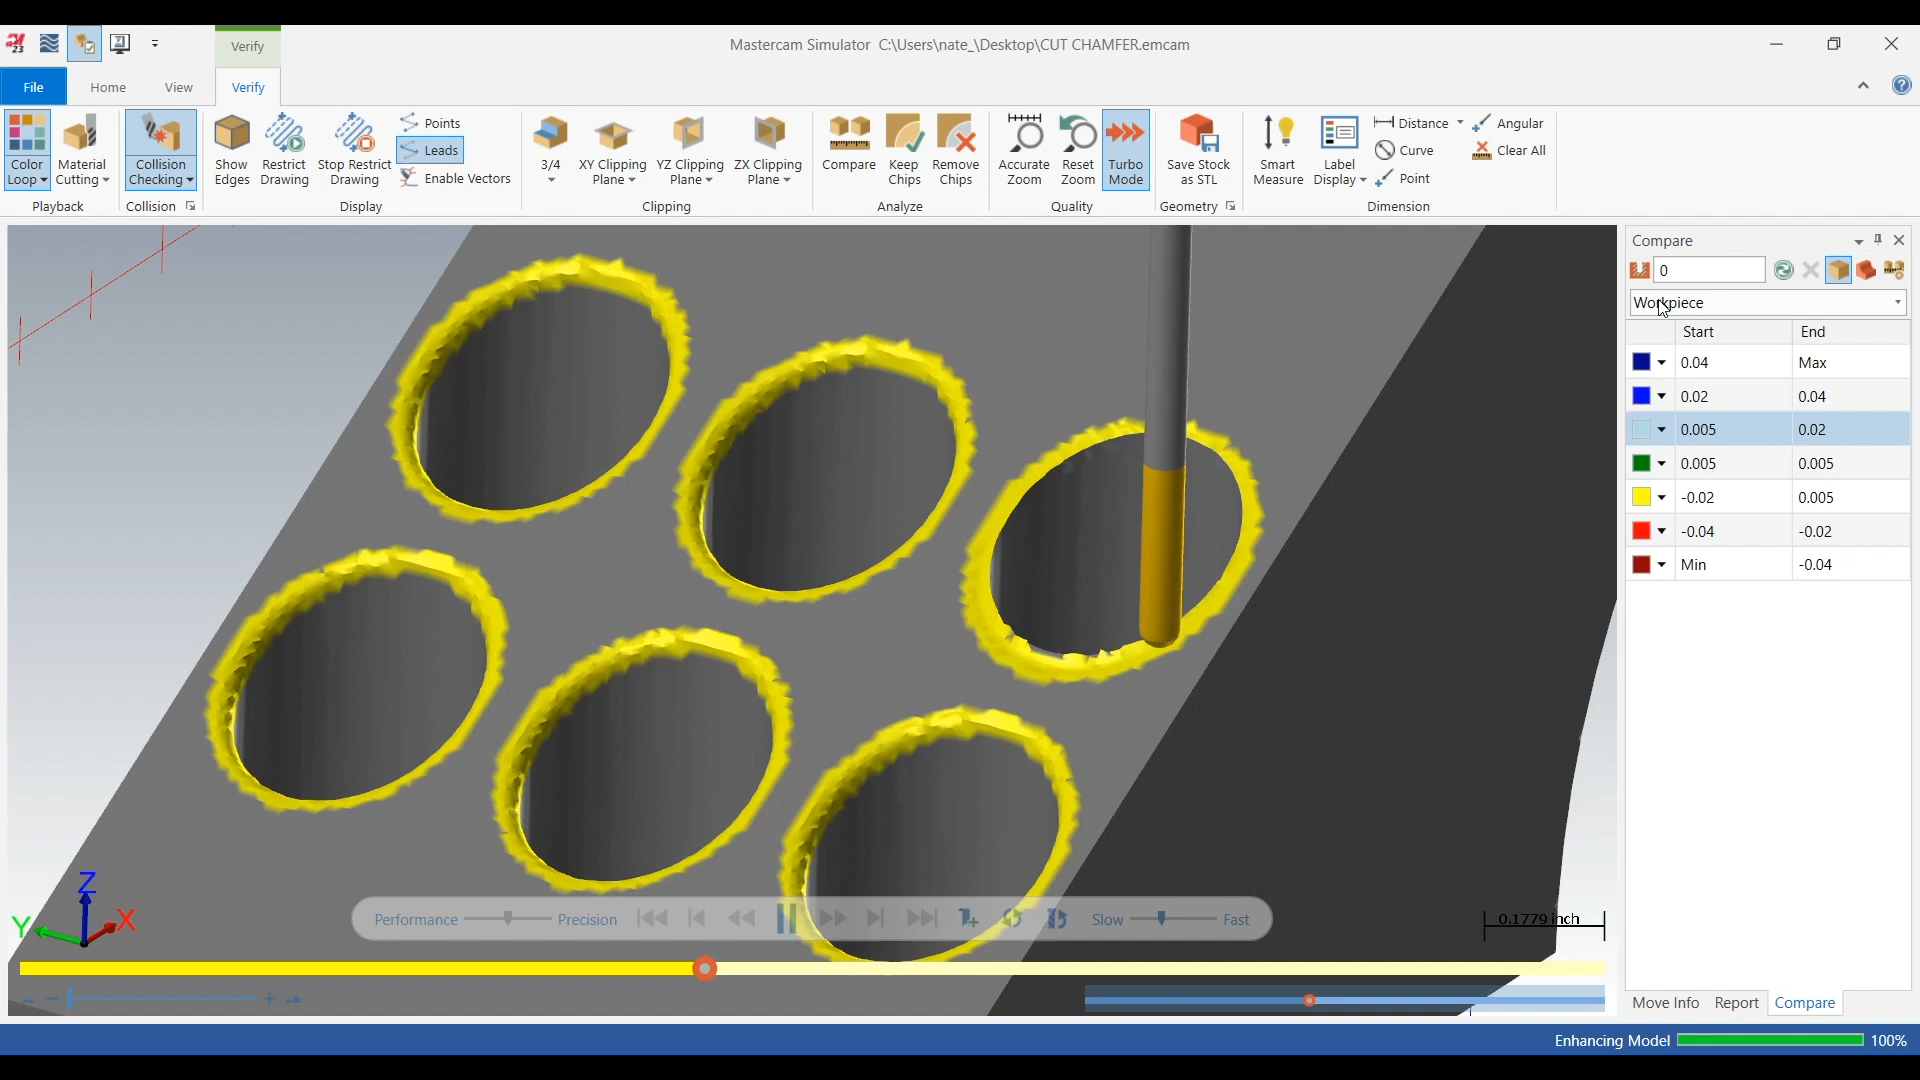 23
Verify
Mastercam Simulator C:\Users\nate_\Desktop\CUT CHAMFER.emcam
File
Home
View
Verify
Color Loop
Material Cutting
Collision Checking
Show Edges
Restrict Drawing
Stop Restrict Drawing
Points
Leads
Enable Vectors
3/4
XY Clipping Plane
YZ Clipping Plane
ZX Clipping Plane
Compare
Keep Chips
Remove Chips
Accurate Zoom
Reset Zoom
Turbo Mode
Save Stock as STL
Smart Measure
Label Display
Distance
Curve
Point
Angular
Clear All
Playback
Collision
Display
Clipping
Analyze
Quality
Geometry
Dimension
Compare
0
Workpiece
Start End
0.04 Max
0.02 0.04
0.005 0.02
0.005 0.005
-0.02 0.005
-0.04 -0.02
Min -0.04
Z
Y
X
Performance Precision
Slow Fast
0.1779 inch
Move Info Report Compare
Enhancing Model 100%